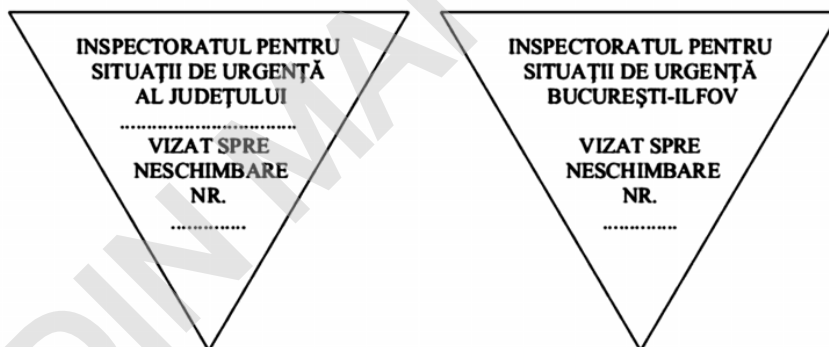 INSPECTORATUL PENTRU
SITUAŢII DE URGENŢĂ
AL JUDEŢULUI
..................................
VIZAT SPRE
NESCHIMBARE
NR.
..............
INSPECTORATUL PENTRU
SITUAŢII DE URGENŢĂ
BUCUREŞTI-ILFOV
VIZAT SPRE
NESCHIMBARE
NR.
..............
DIN